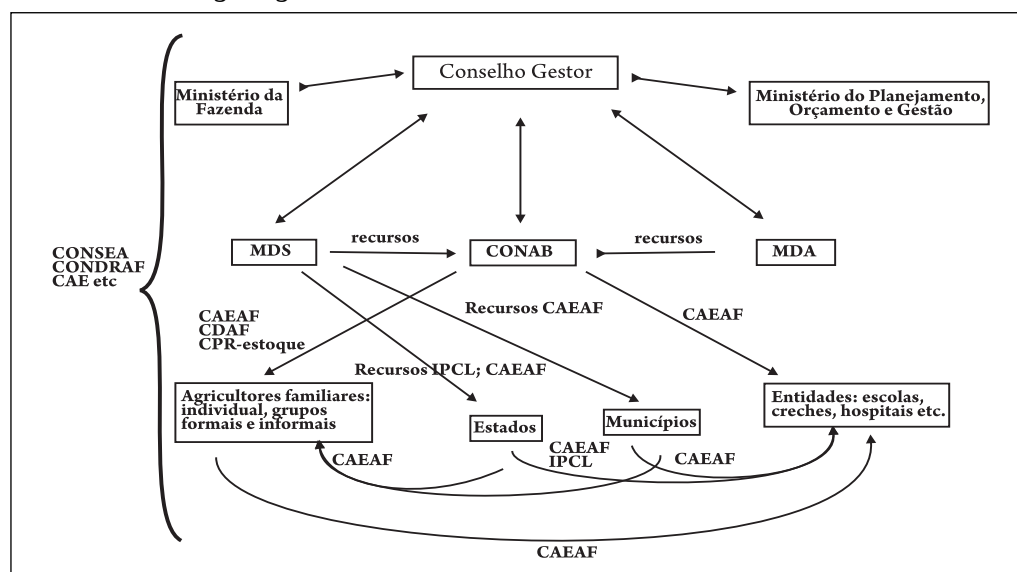 Conselho Gestor
Ministério da
Fazenda
Ministério do Planejamento,
Orçamento e Gestão
CONSEA
CONDRAF
CAE etc
MDS
recursos
CONAB
recursos
MDA
CAEAF
CDAF
CPR-estoque
Recursos CAEAF
CAEAF
Recursos IPCL; CAEAF
Agricultores familiares:
individual, grupos
formais e informais
Estados
Municípios
Entidades: escolas,
creches, hospitais etc.
CAEAF
CAEAF
IPCL
CAEAF
CAEAF